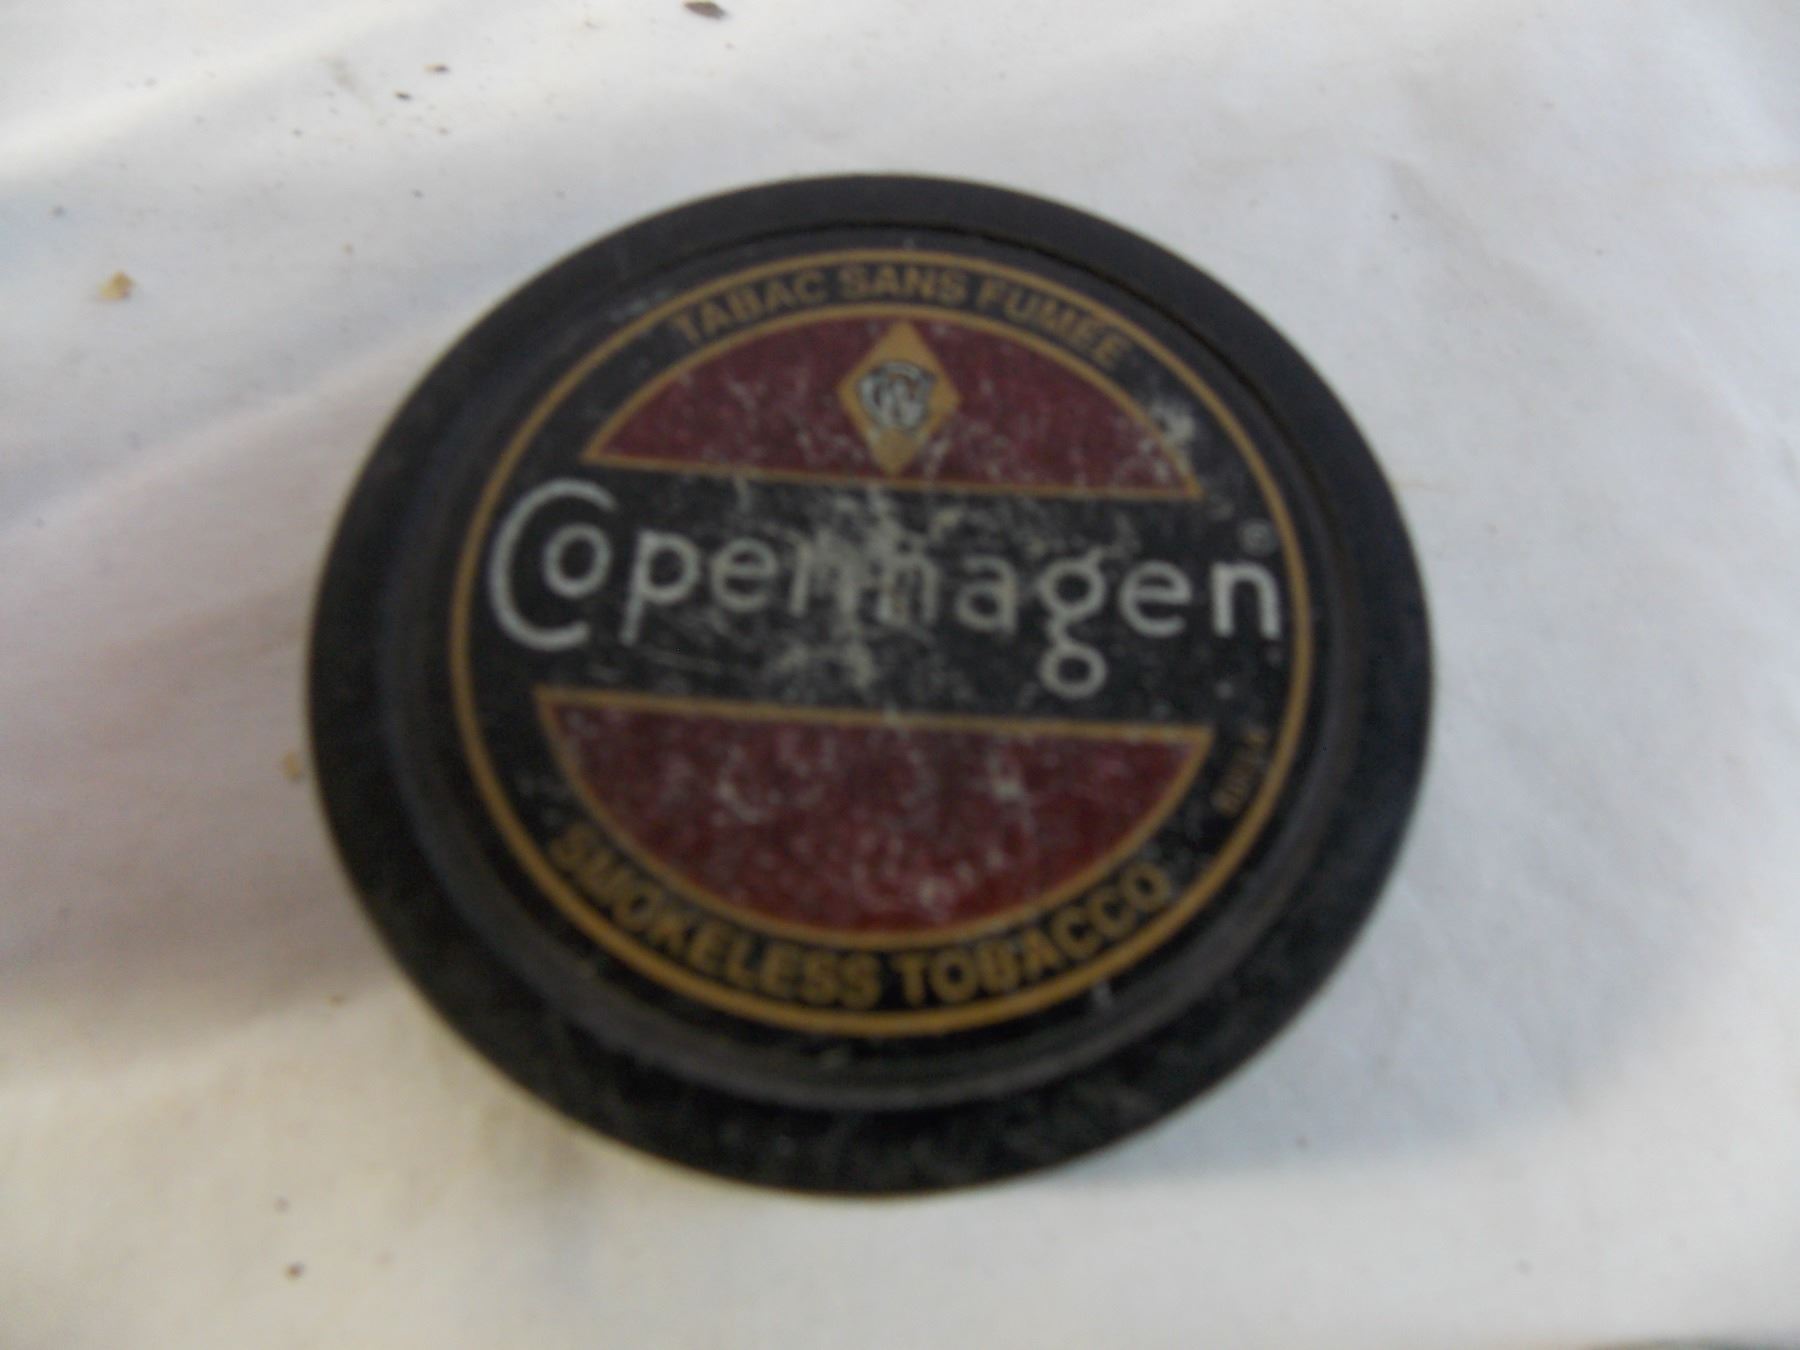 TABAC SANS FUMEE
Copenhagen®
SMOKELESS TOBACCO